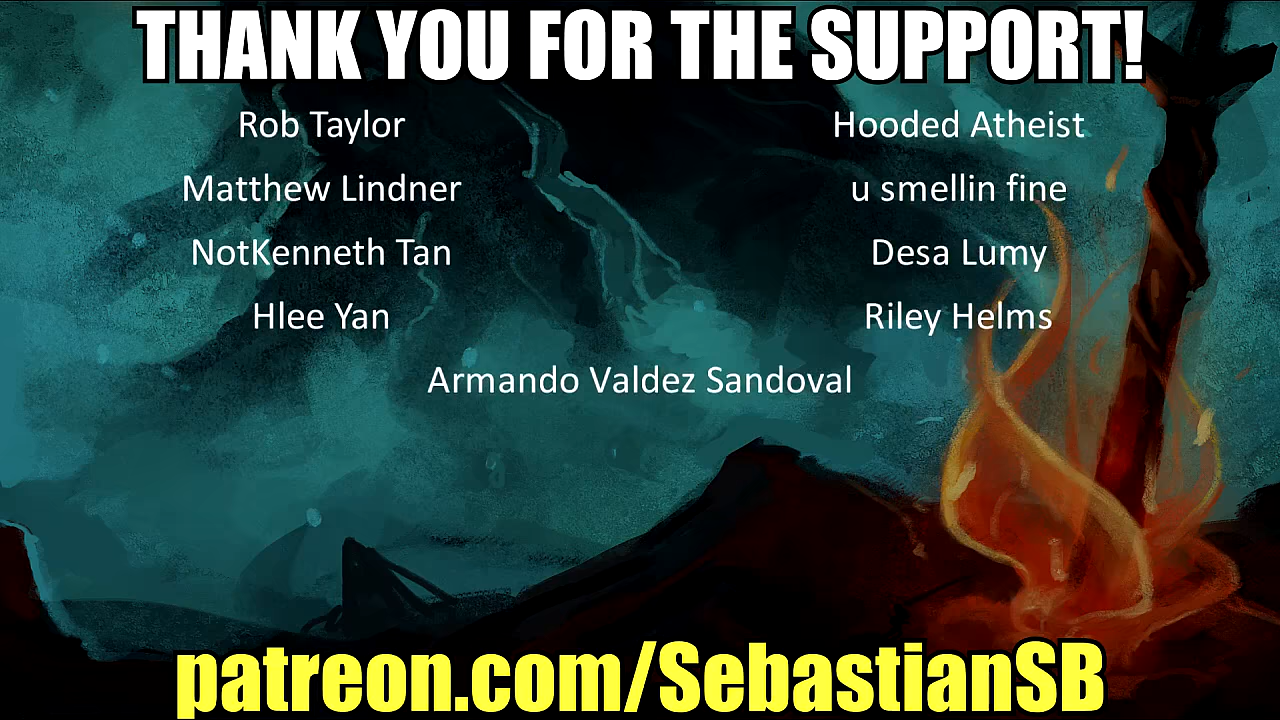 THANK YOU FOR THE SUPPORT!
Rob Taylor
Hooded Atheist
Matthew Lindner
u smellin fine
NotKenneth Tan
Desa Lumy
Hlee Yan
Riley Helms
Armando Valdez Sandoval
patreon.com/SebastianSB